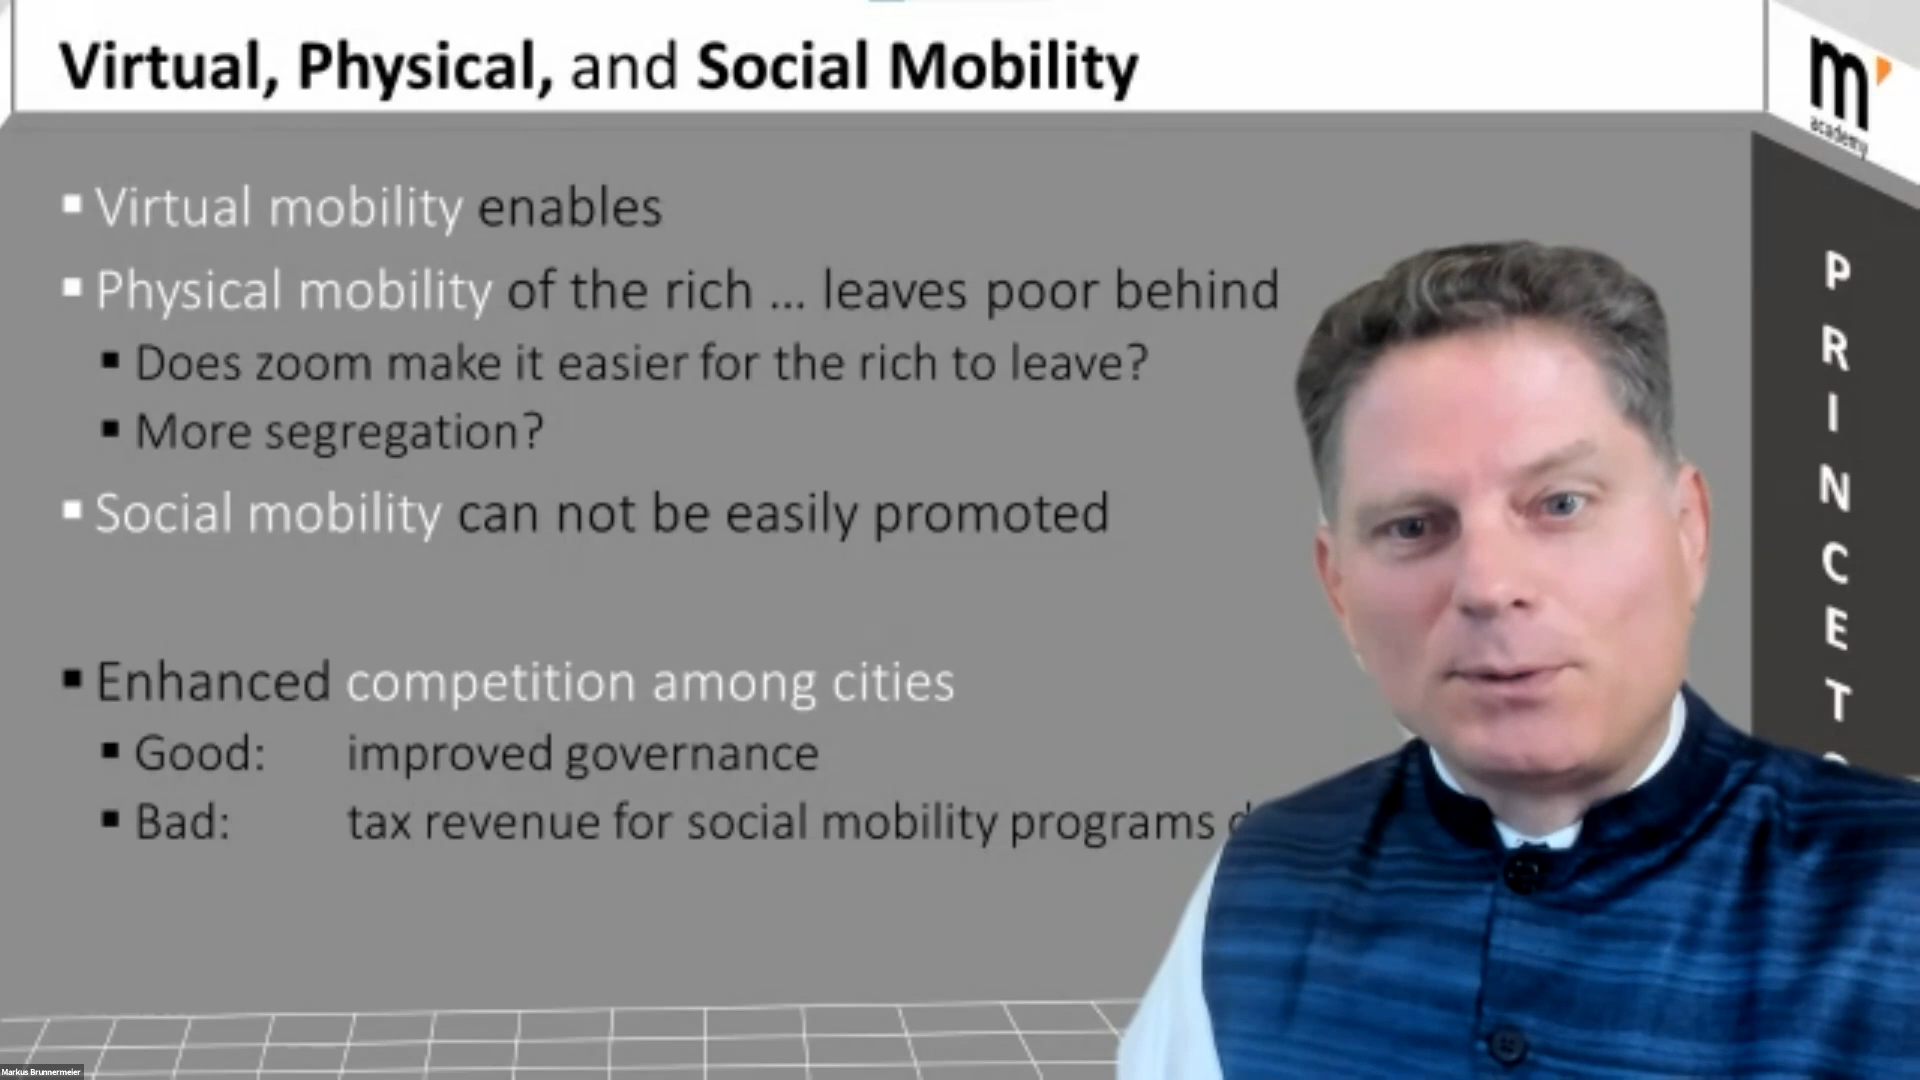 Virtual, Physical, and Social Mobility
m'
academy
Virtual mobility enables
Physical mobility of the rich ... leaves poor behind
Does zoom make it easier for the rich to leave?
More segregation?
Social mobility can not be easily promoted
Enhanced competition among cities
Good: improved governance
Bad: tax revenue for social mobility programs
PRINCET
Markus Brunnermeier